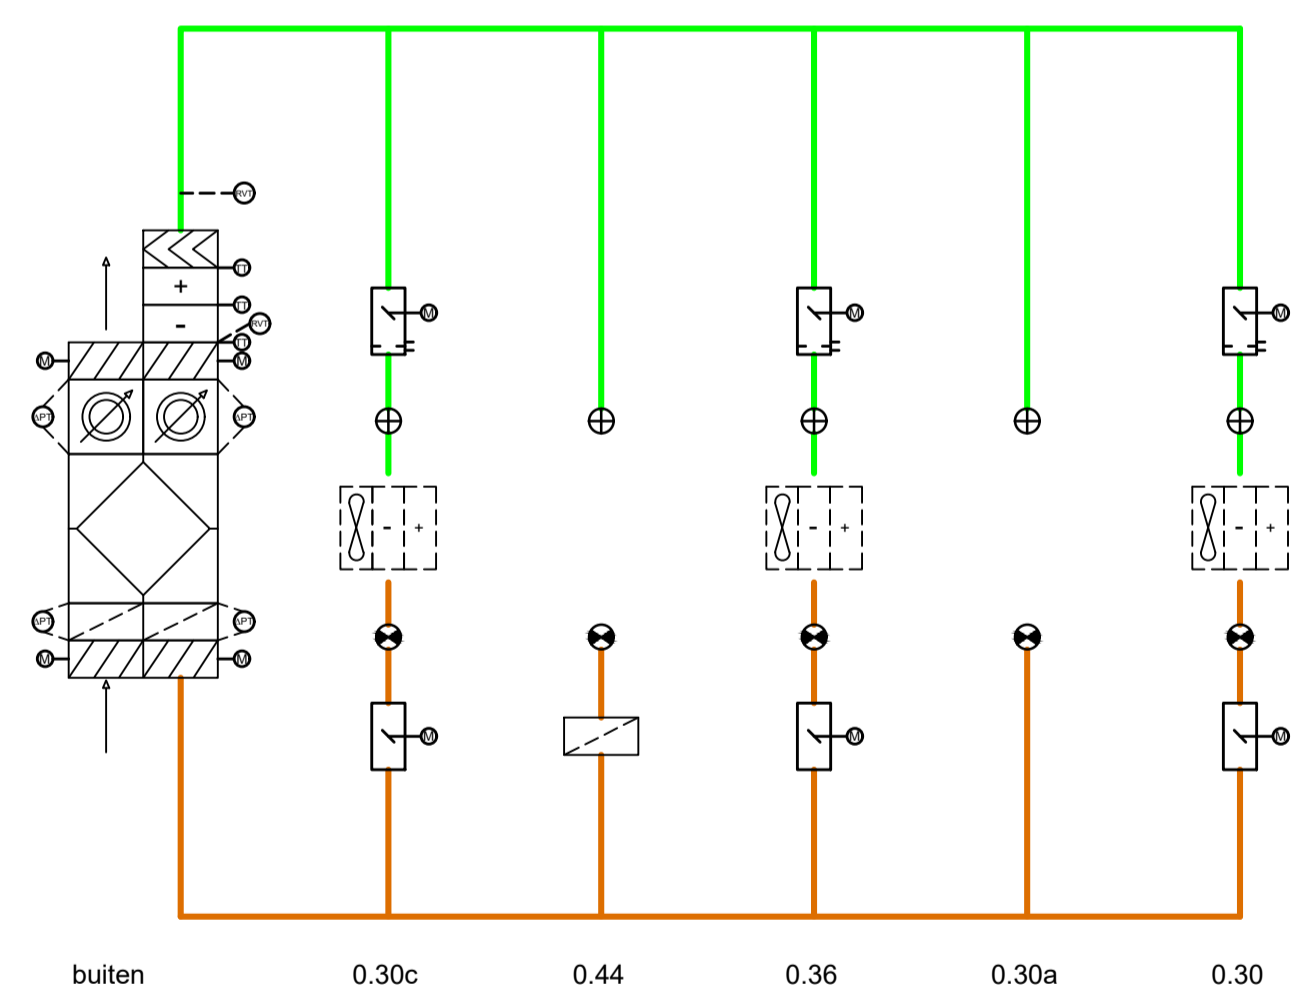 RVT
TT
+
TT
-
RVT
TT
M
M
M
M
M
ΔPT
ΔPT
- +
- +
- +
ΔPT
ΔPT
M
M
M
M
M
buiten 0.30c 0.44 0.36 0.30a 0.30